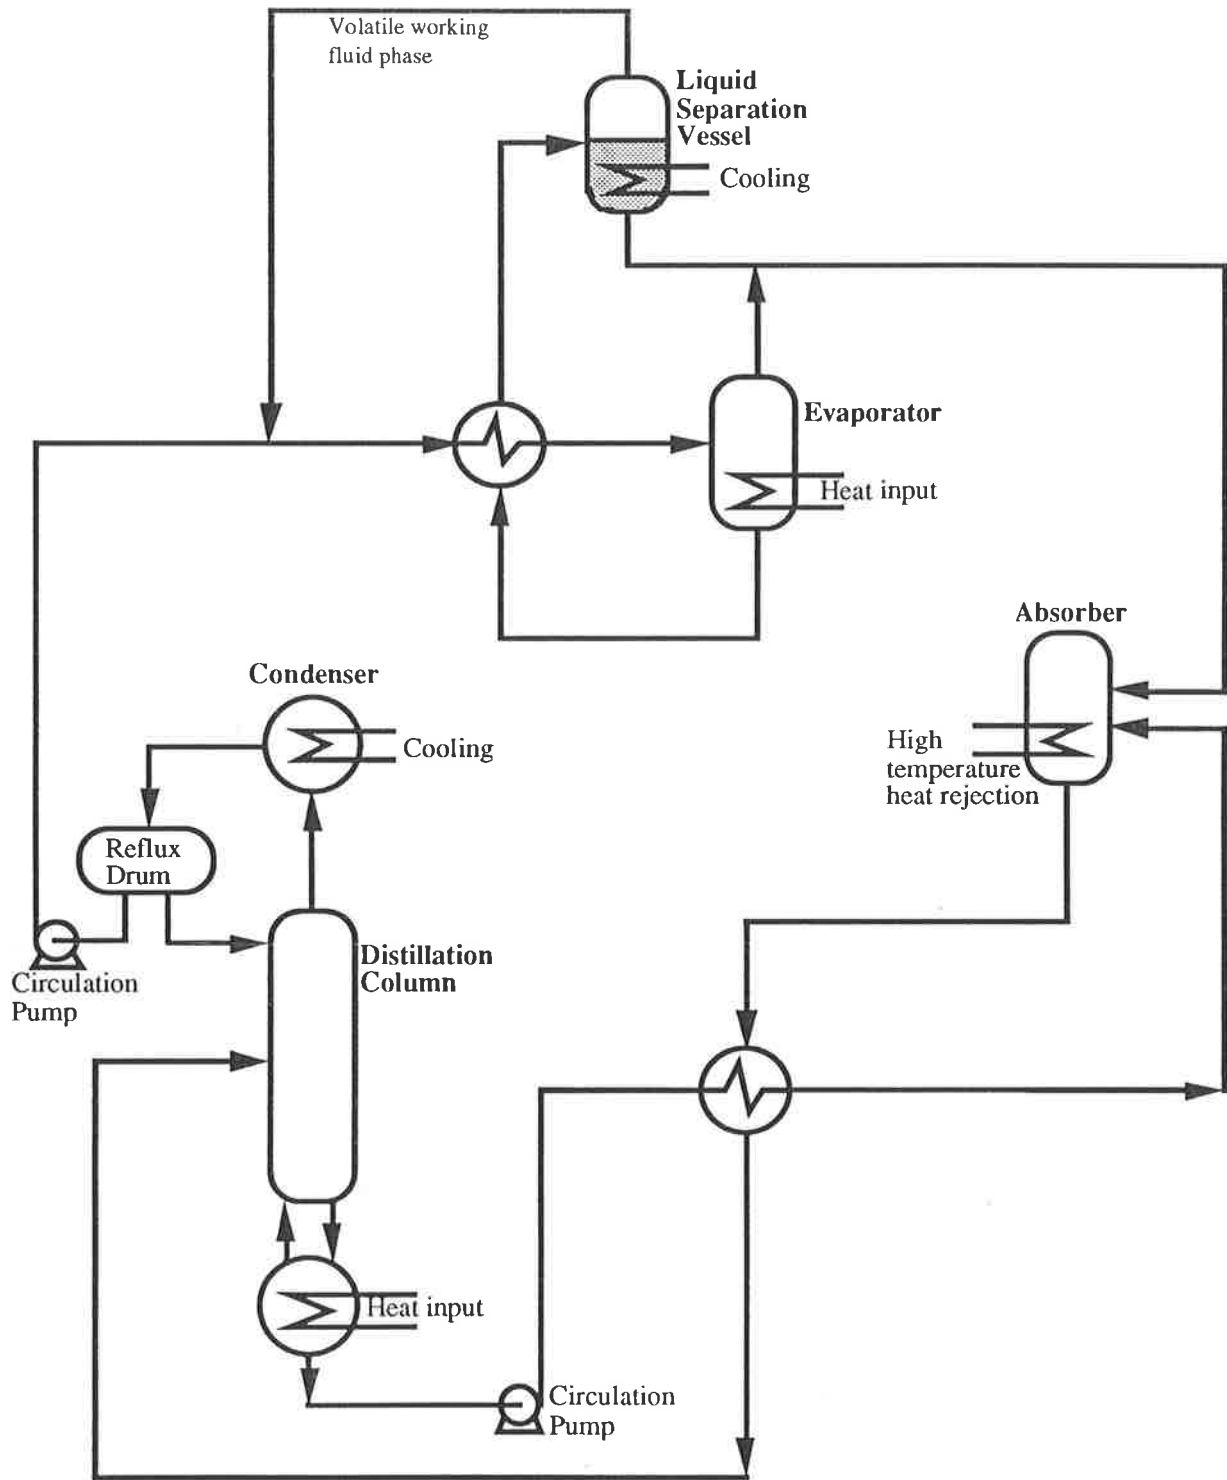 Volatile working
fluid phase
Liquid
Separation
Vessel
Cooling
Evaporator
Heat input
Absorber
High
temperature
heat rejection
Condenser
Cooling
Reflux
Drum
Circulation
Pump
Distillation
Column
Heat input
Circulation
Pump